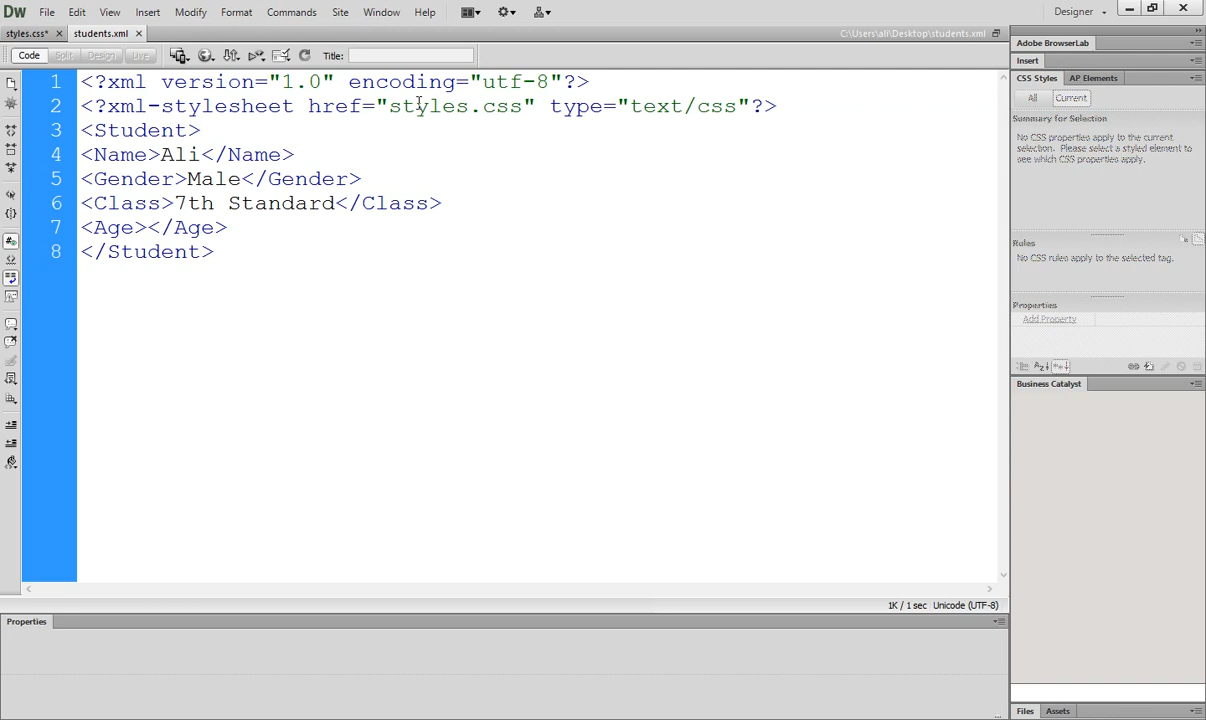 DW File Edit View Insert Modify Format Commands Site Window Help Designer
styles.css* × students.xml × C:\Users\ali\Desktop\students.xml
Code Split Design Live Title:
1 <?xml version="1.0" encoding="utf-8"?>
2 <?xml-stylesheet href="styles.css" type="text/css"?>
3 <Student>
4 <Name>Ali</Name>
5 <Gender>Male</Gender>
6 <Class>7th Standard</Class>
7 <Age></Age>
8 </Student>
1K / 1 sec Unicode (UTF-8)
Properties
Adobe BrowserLab
Insert
CSS Styles AP Elements
All Current
Summary for Selection
No CSS properties apply to the current
selection. Please select a styled element to
see which CSS properties apply.
Rules
No CSS rules apply to the selected tag.
Properties
Add Property
Business Catalyst
Files Assets